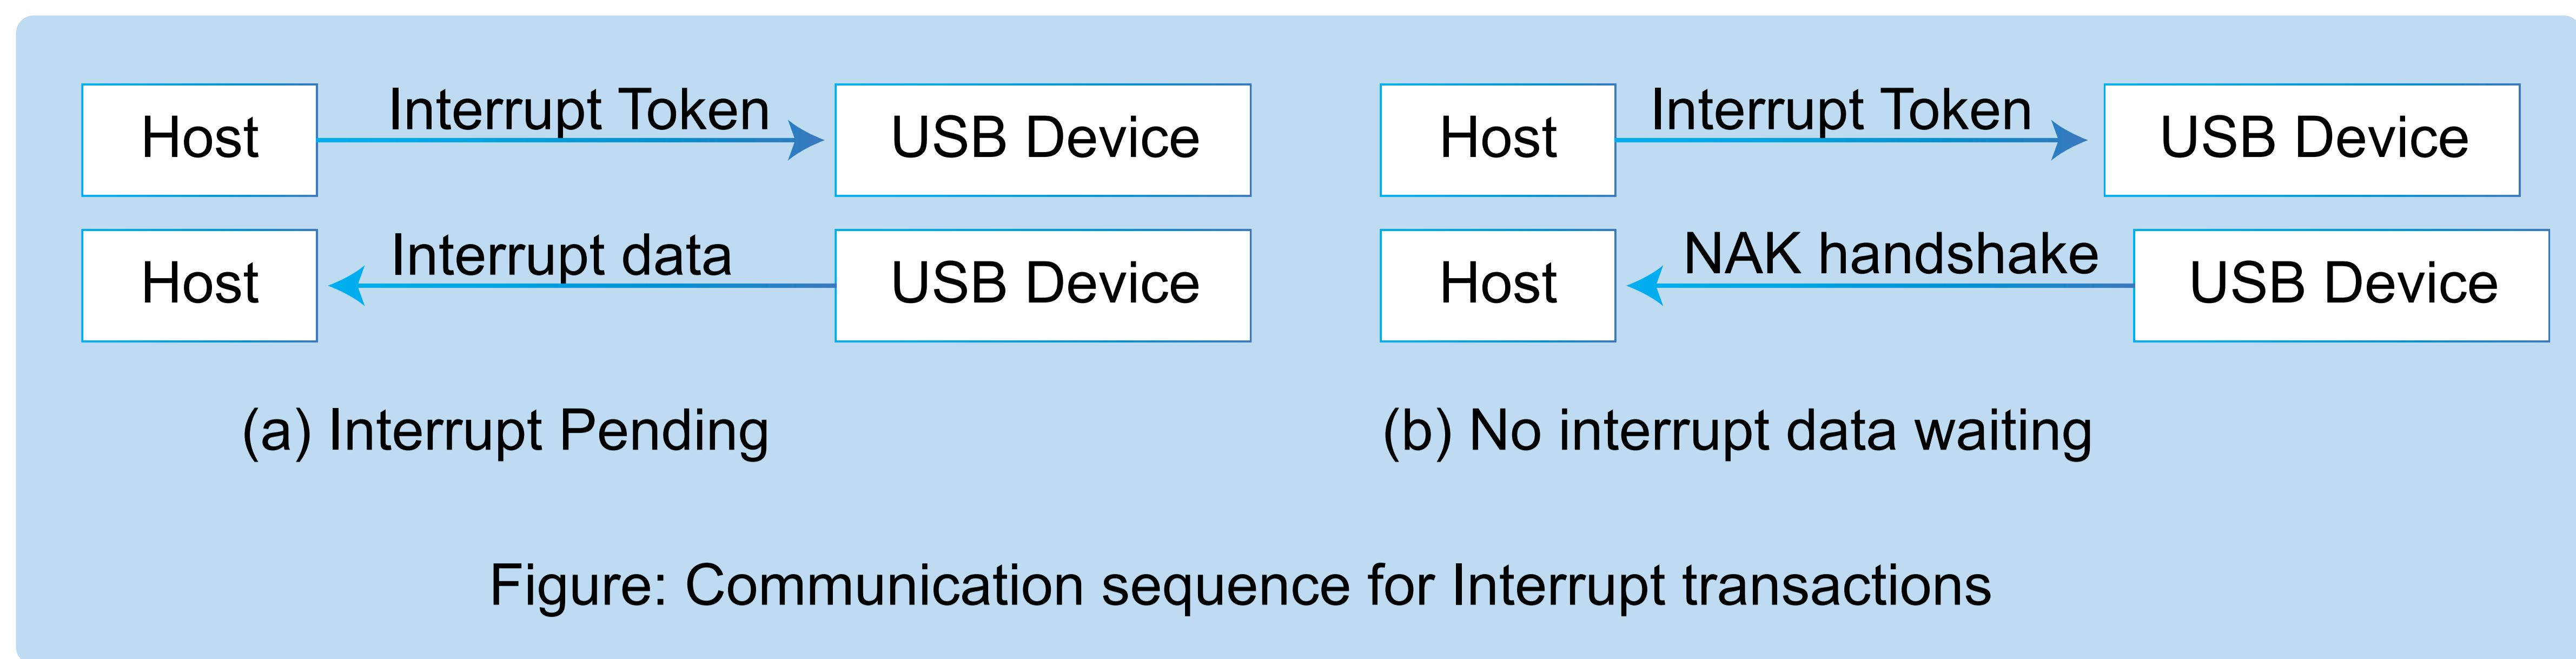 Host
Interrupt Token
USB Device
Host
Interrupt data
USB Device
(a) Interrupt Pending
Host
Interrupt Token
USB Device
Host
NAK handshake
USB Device
(b) No interrupt data waiting
Figure: Communication sequence for Interrupt transactions